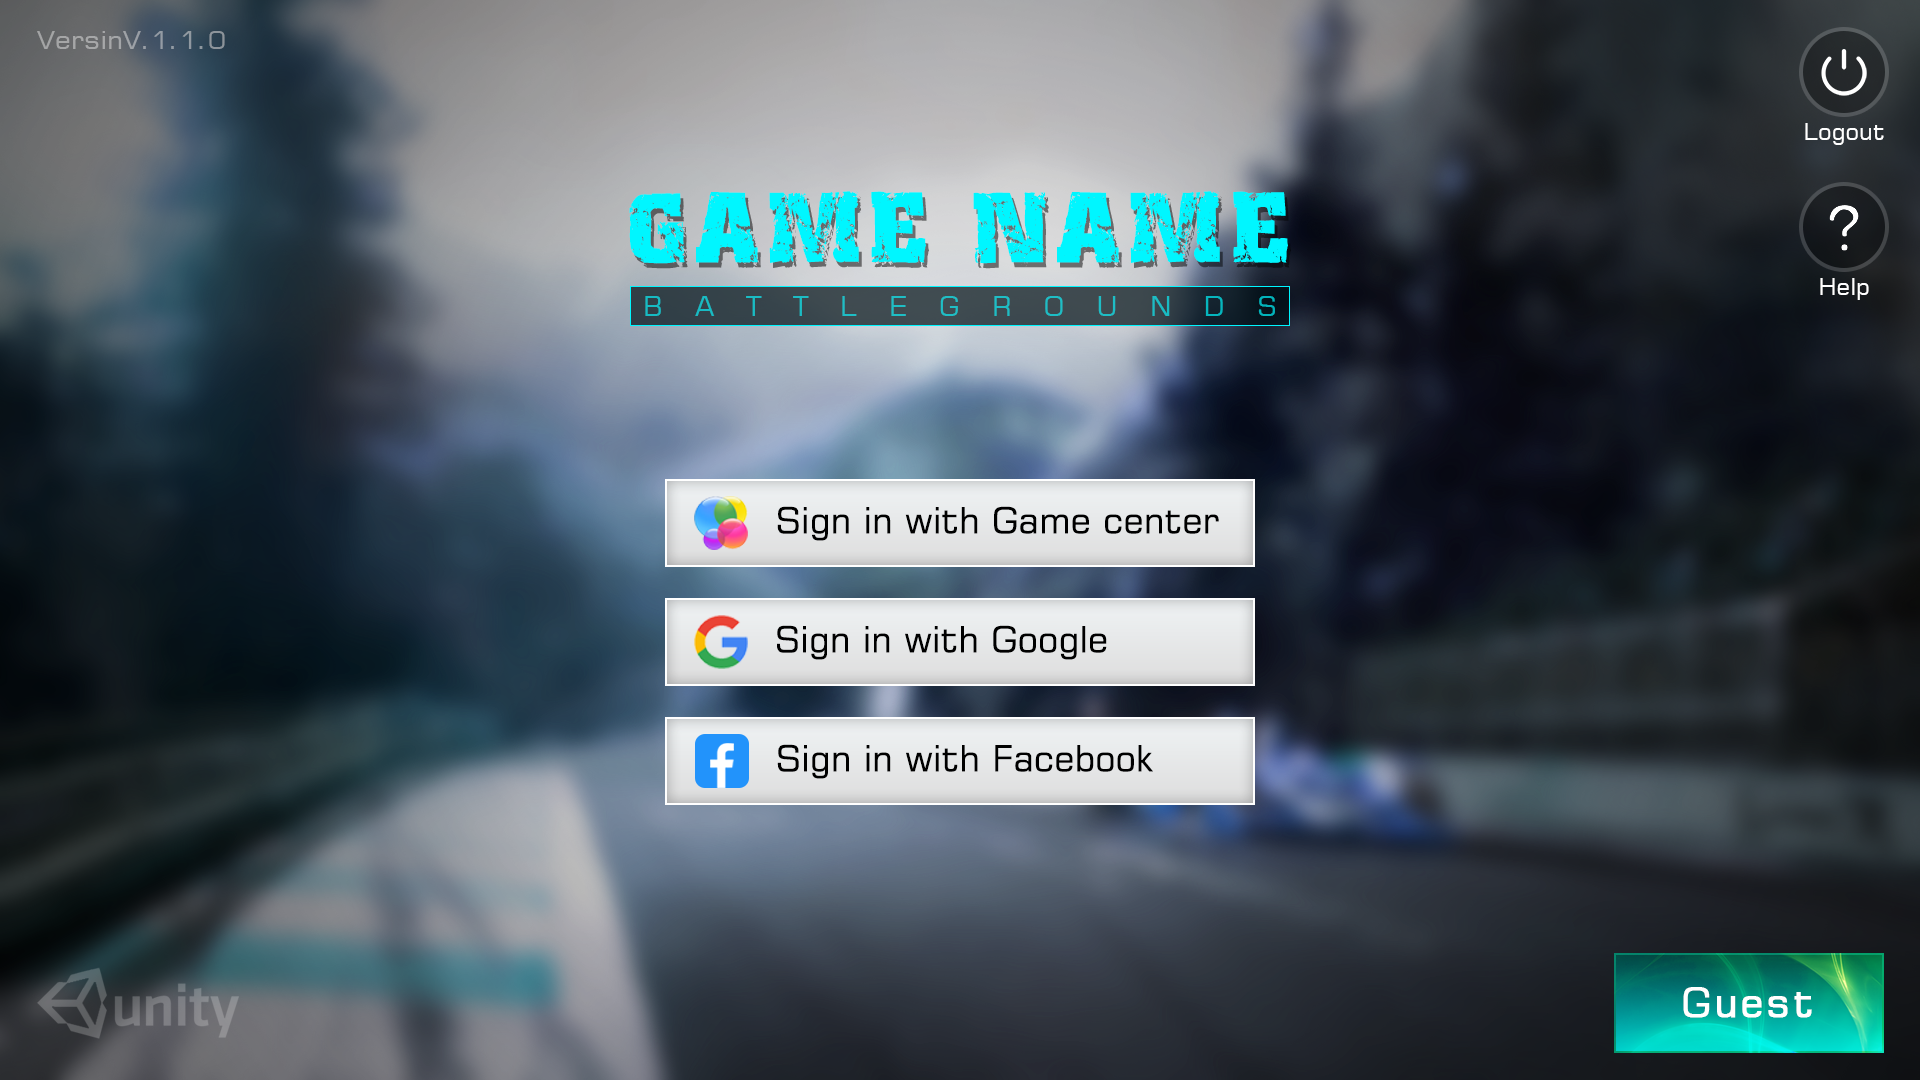 VersinV.1.1.0
Logout
Help
GAME NAME
BATTLEGROUNDS
Sign in with Game center
Sign in with Google
Sign in with Facebook
unity
Guest